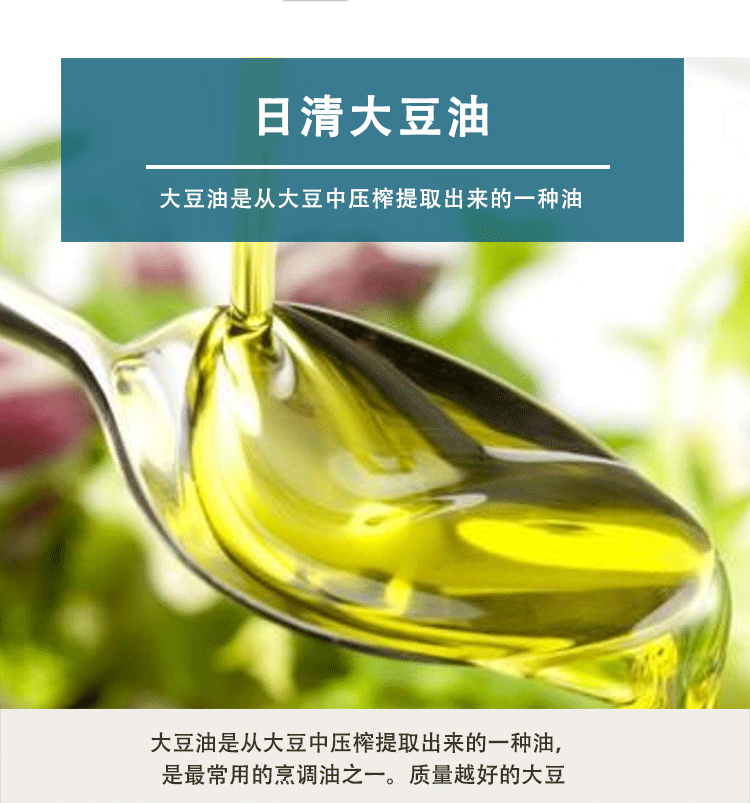 日清大豆油
大豆油是从大豆中压榨提取出来的一种油
大豆油是从大豆中压榨提取出来的一种油,
是最常用的烹调油之一。质量越好的大豆